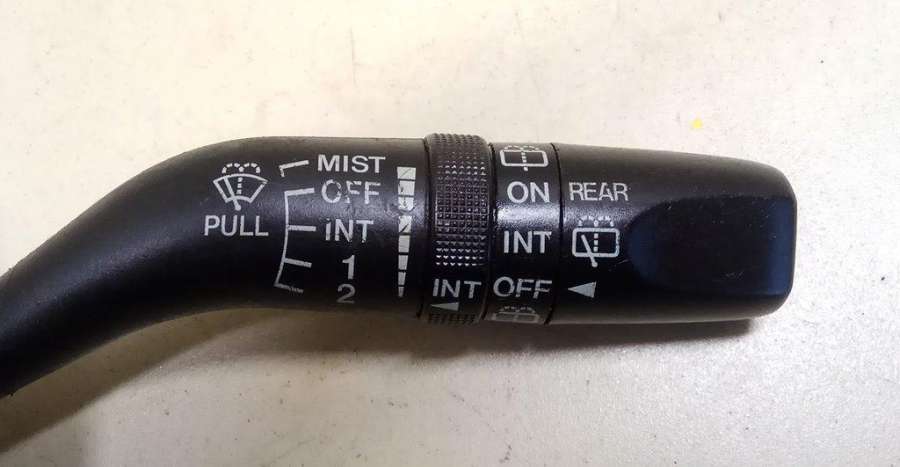 PULL
MIST
OFF
INT
1
2
INT
ON
INT
OFF
REAR